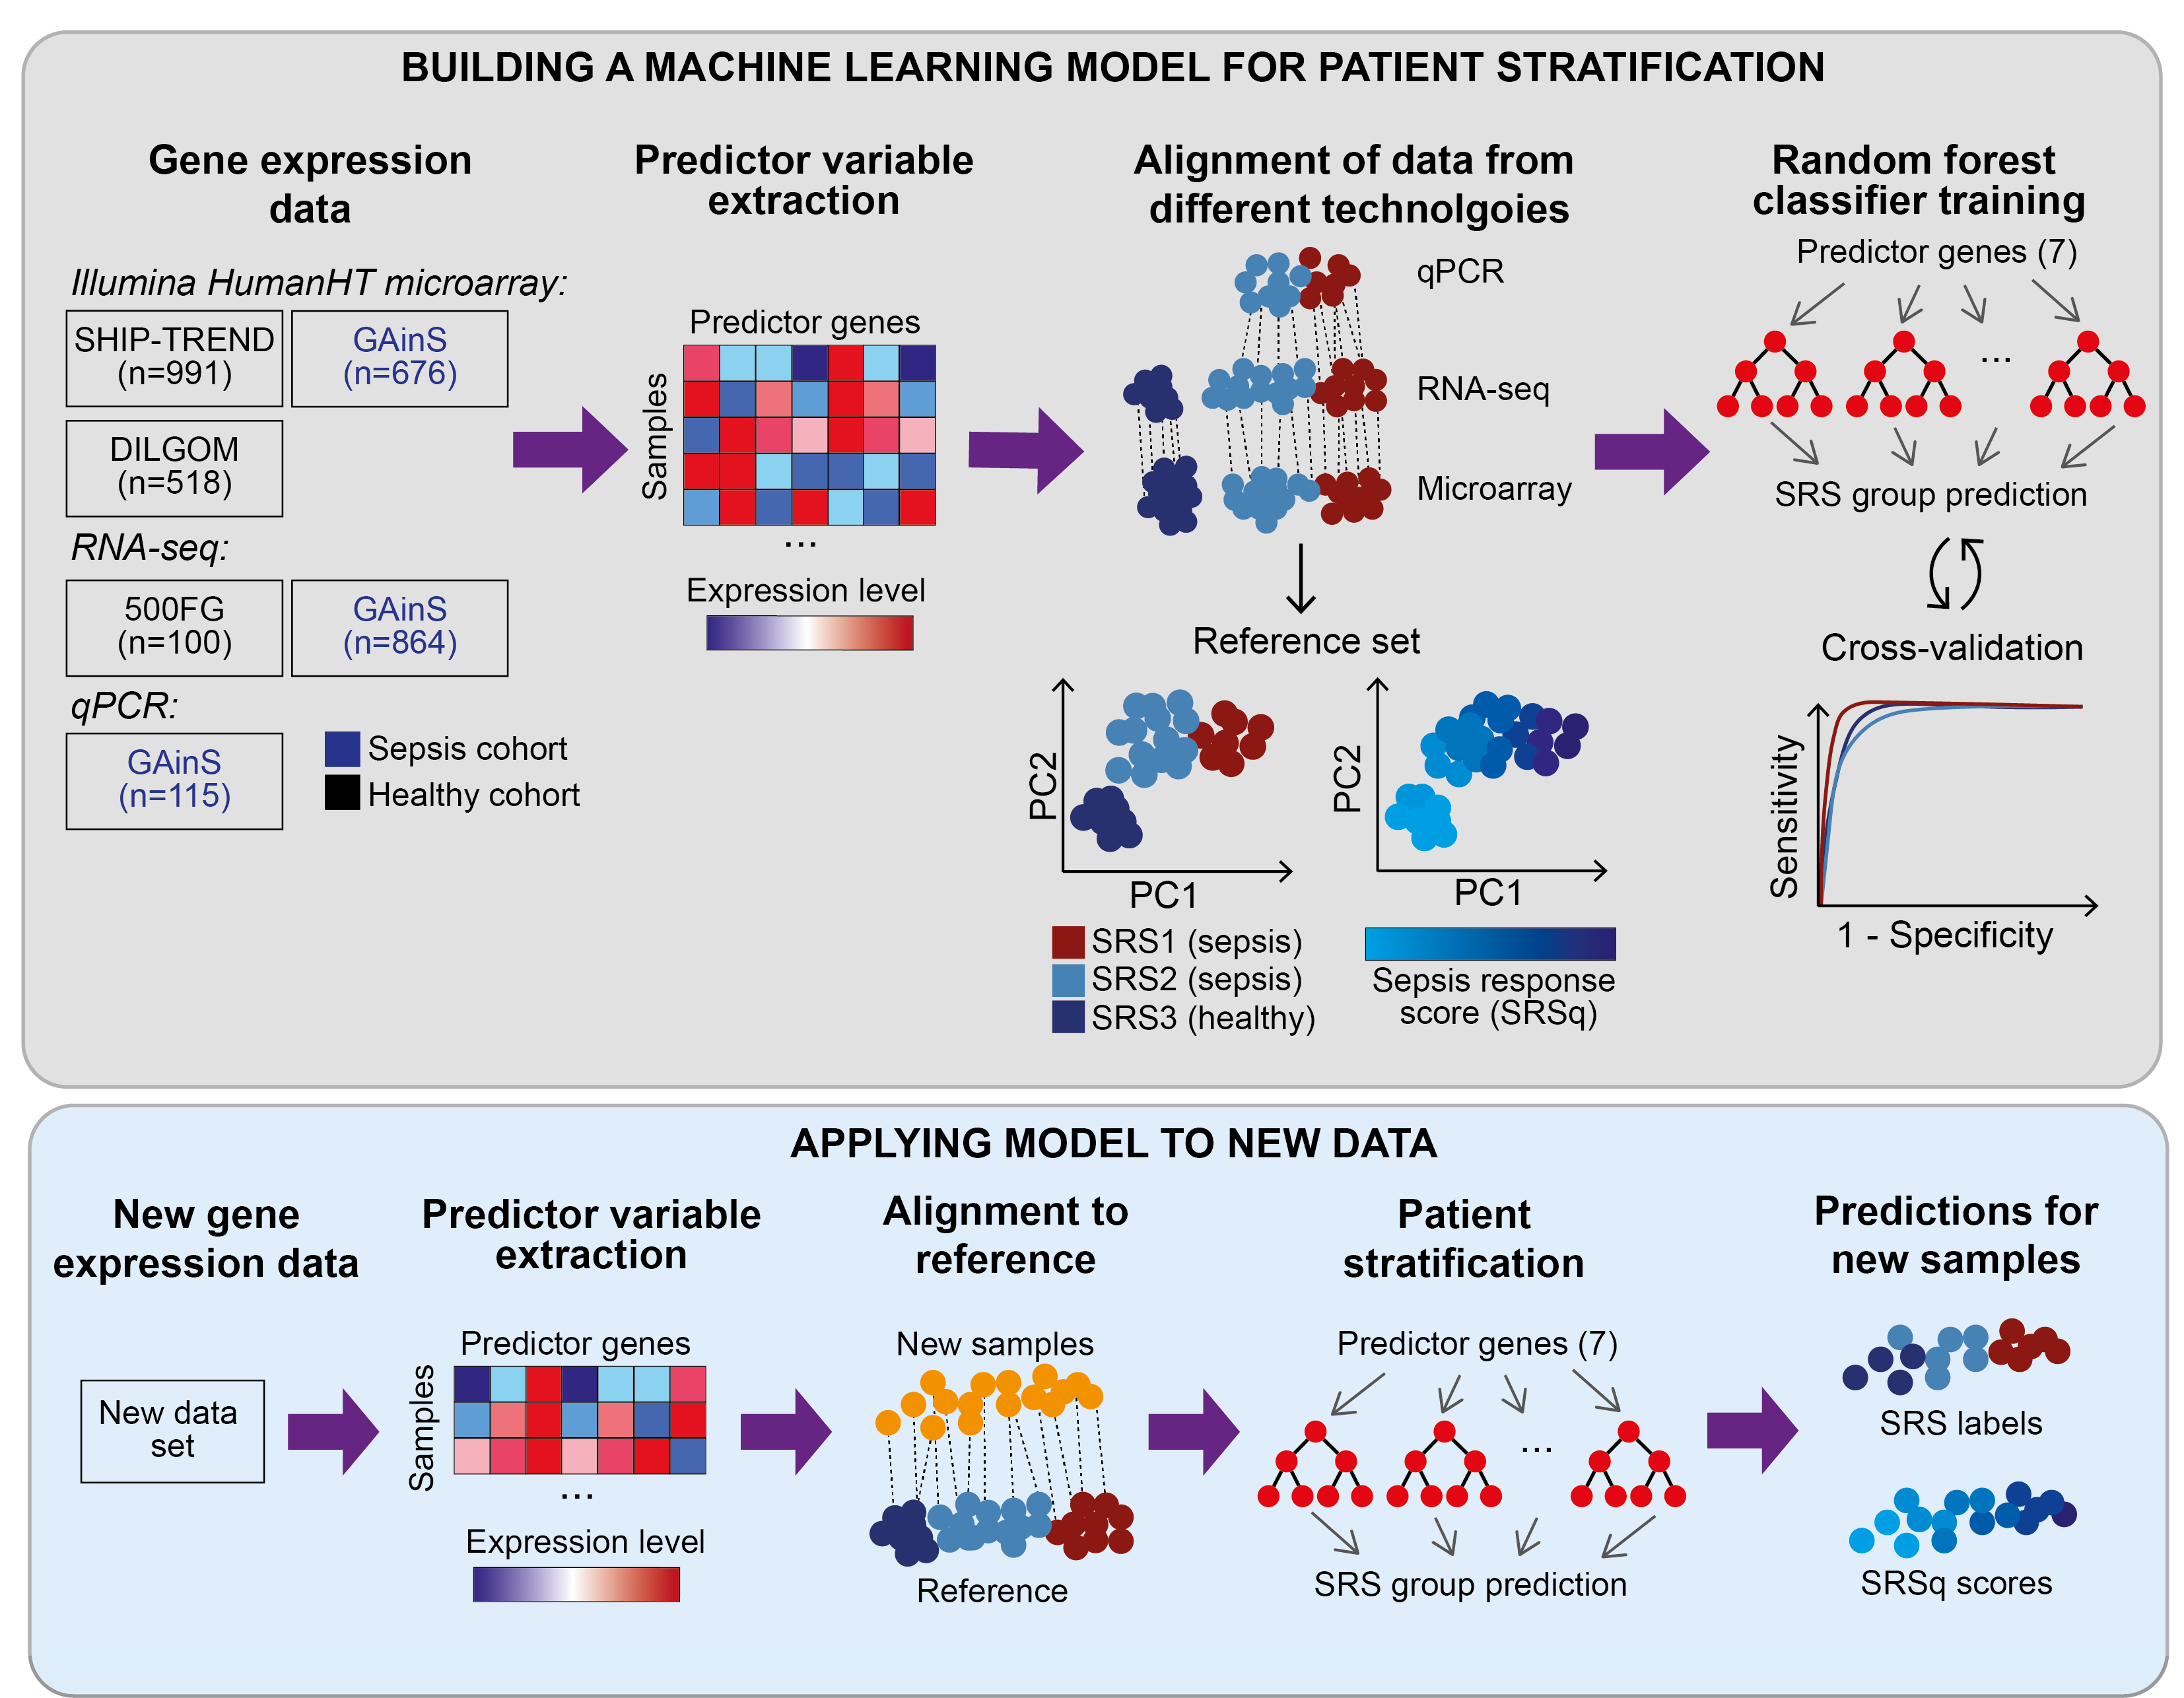 BUILDING A MACHINE LEARNING MODEL FOR PATIENT STRATIFICATION
Gene expression
data
Illumina HumanHT microarray:
SHIP-TREND
(n=991)
GAinS
(n=676)
DILGOM
(n=518)
RNA-seq:
500FG
(n=100)
GAinS
(n=864)
qPCR:
GAinS
(n=115)
Sepsis cohort
Healthy cohort
Predictor variable
extraction
Predictor genes
Samples
...
Expression level
Alignment of data from
different technolgoies
qPCR
RNA-seq
Microarray
Reference set
PC2
PC1
SRS1 (sepsis)
SRS2 (sepsis)
SRS3 (healthy)
PC2
PC1
Sepsis response
score (SRSq)
Random forest
classifier training
Predictor genes (7)
...
SRS group prediction
Cross-validation
Sensitivity
1 - Specificity
APPLYING MODEL TO NEW DATA
New gene
expression data
New data
set
Predictor variable
extraction
Predictor genes
Samples
...
Expression level
Alignment to
reference
New samples
Reference
Patient
stratification
Predictor genes (7)
...
SRS group prediction
Predictions for
new samples
SRS labels
SRSq scores